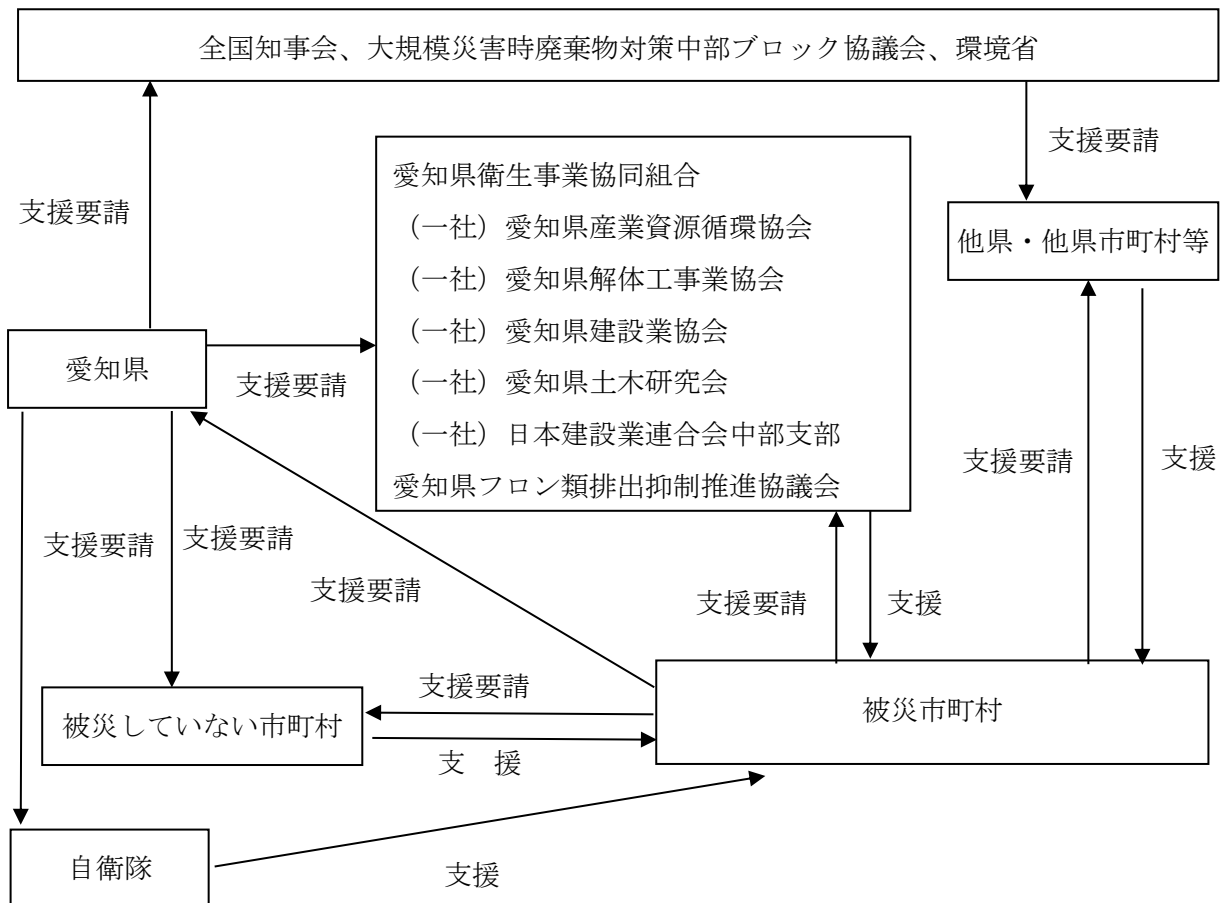 全国知事会、大規模災害時廃棄物対策中部ブロック協議会、環境省
支援要請
支援要請
愛知県衛生事業協同組合
（一社）愛知県産業資源循環協会
（一社）愛知県解体工事業協会
（一社）愛知県建設業協会
（一社）愛知県土木研究会
（一社）日本建設業連合会中部支部
愛知県フロン類排出抑制推進協議会
他県・他県市町村等
愛知県
支援要請
支援要請
支援
支援要請
支援要請
支援要請
支援要請
支援
支援要請
被災していない市町村
被災市町村
支　援
自衛隊
支援